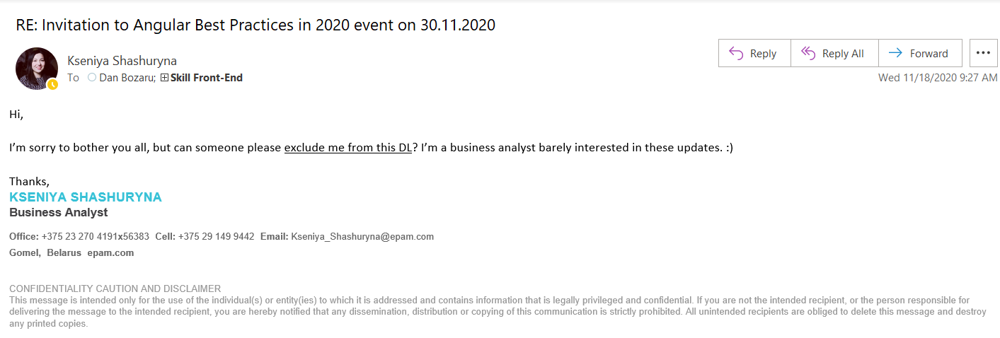 RE: Invitation to Angular Best Practices in 2020 event on 30.11.2020
Kseniya Shashuryna
To Dan Bozaru; Skill Front-End
Reply Reply All Forward
Wed 11/18/2020 9:27 AM
Hi,
I'm sorry to bother you all, but can someone please exclude me from this DL? I'm a business analyst barely interested in these updates. :)
Thanks,
KSENIYA SHASHURYNA
Business Analyst
Office: +375 23 270 4191x56383 Cell: +375 29 149 9442 Email: Kseniya_Shashuryna@epam.com
Gomel, Belarus epam.com
CONFIDENTIALITY CAUTION AND DISCLAIMER
This message is intended only for the use of the individual(s) or entity(ies) to which it is addressed and contains information that is legally privileged and confidential. If you are not the intended recipient, or the person responsible for
delivering the message to the intended recipient, you are hereby notified that any dissemination, distribution or copying of this communication is strictly prohibited. All unintended recipients are obliged to delete this message and destroy
any printed copies.